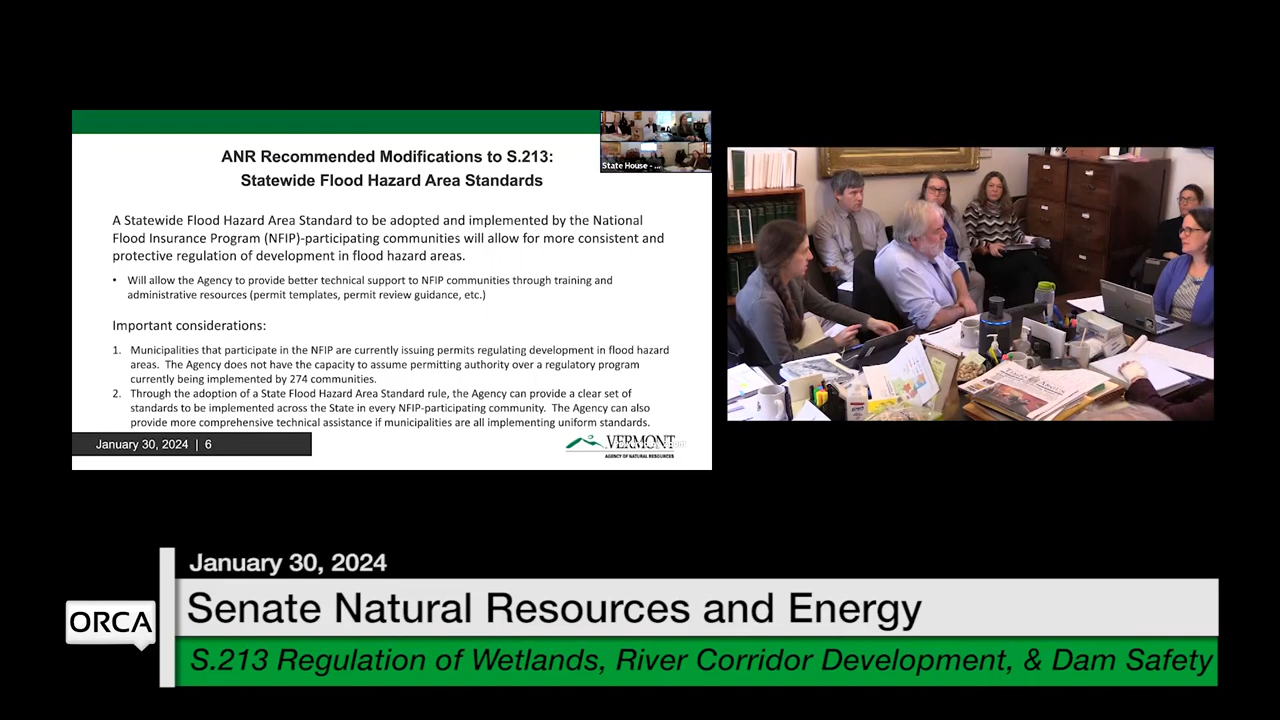 ANR Recommended Modifications to S.213:
Statewide Flood Hazard Area Standards
State House - ...
A Statewide Flood Hazard Area Standard to be adopted and implemented by the National
Flood Insurance Program (NFIP)-participating communities will allow for more consistent and
protective regulation of development in flood hazard areas.
• Will allow the Agency to provide better technical support to NFIP communities through training and
administrative resources (permit templates, permit review guidance, etc.)
Important considerations:
1. Municipalities that participate in the NFIP are currently issuing permits regulating development in flood hazard
areas. The Agency does not have the capacity to assume permitting authority over a regulatory program
currently being implemented by 274 communities.
2. Through the adoption of a State Flood Hazard Area Standard rule, the Agency can provide a clear set of
standards to be implemented across the State in every NFIP-participating community. The Agency can also
provide more comprehensive technical assistance if municipalities are all implementing uniform standards.
January 30, 2024 | 6
VERMONT
AGENCY OF NATURAL RESOURCES
January 30, 2024
ORCA
Senate Natural Resources and Energy
S.213 Regulation of Wetlands, River Corridor Development, & Dam Safety